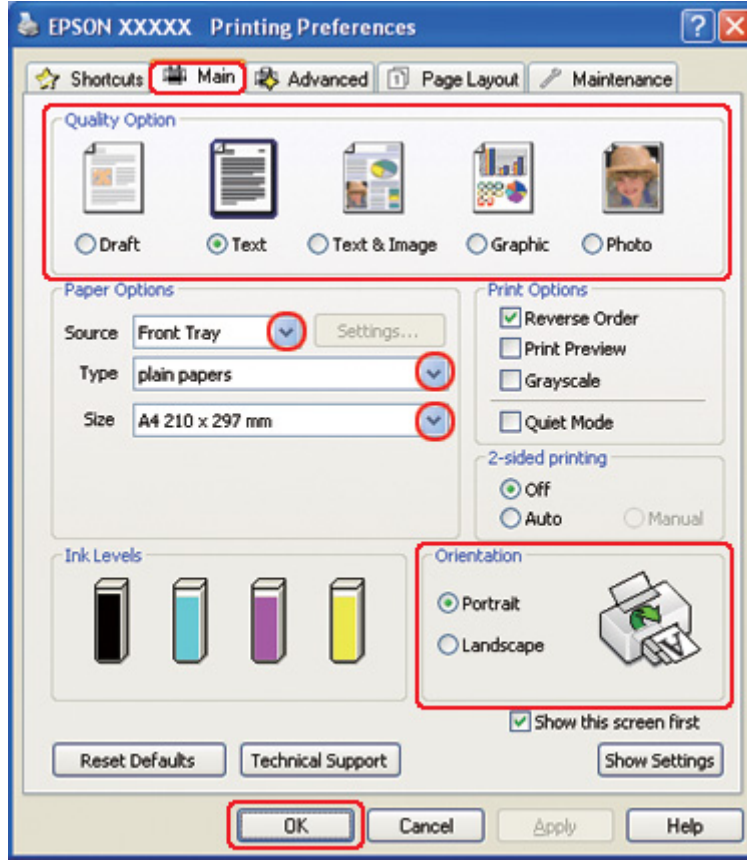 EPSON XXXXX Printing Preferences
Shortcuts Main Advanced 1 Page Layout Maintenance
Quality Option
Draft Text Text & Image Graphic Photo
Paper Options
Source Front Tray Settings...
Type plain papers
Size A4 210 x 297 mm
Print Options
Reverse Order
Print Preview
Grayscale
Quiet Mode
2-sided printing
Off
Auto Manual
Ink Levels
Orientation
Portrait
Landscape
A
Show this screen first
Reset Defaults Technical Support Show Settings
OK Cancel Apply Help